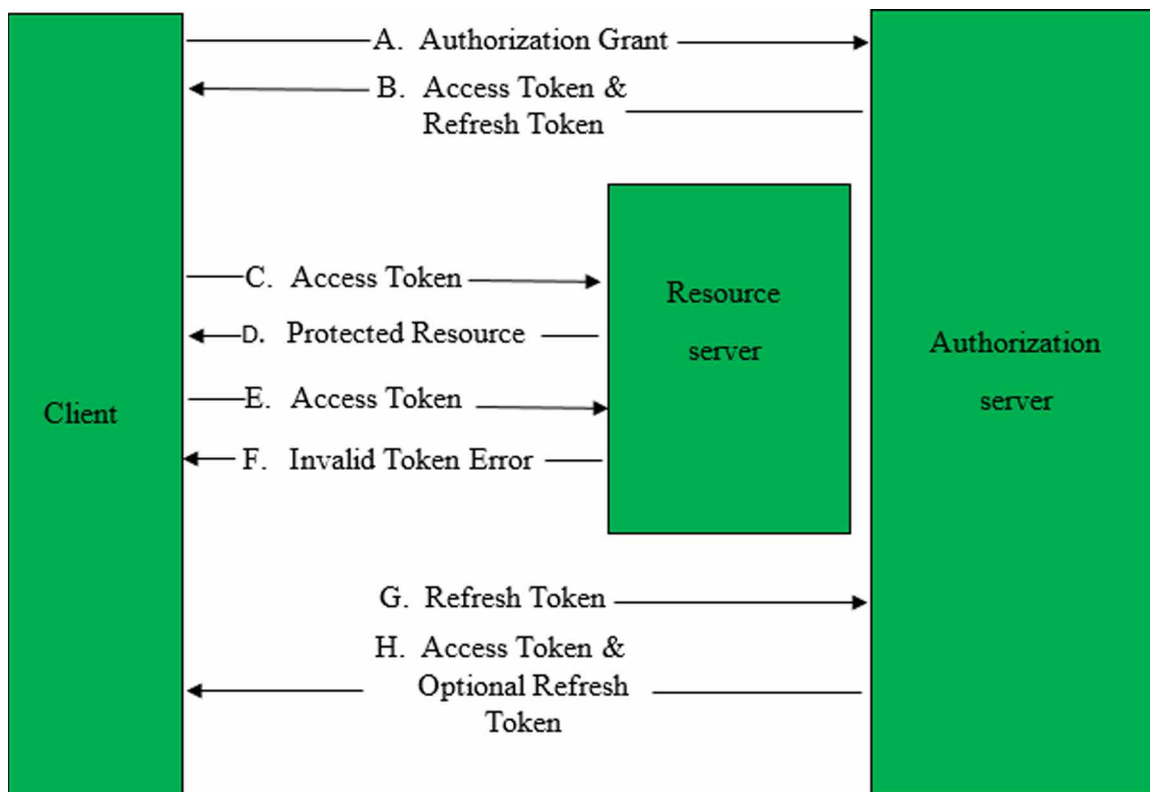 A. Authorization Grant
B. Access Token &
Refresh Token
C. Access Token
D. Protected Resource
E. Access Token
F. Invalid Token Error
Client
Resource
server
Authorization
server
G. Refresh Token
H. Access Token &
Optional Refresh
Token